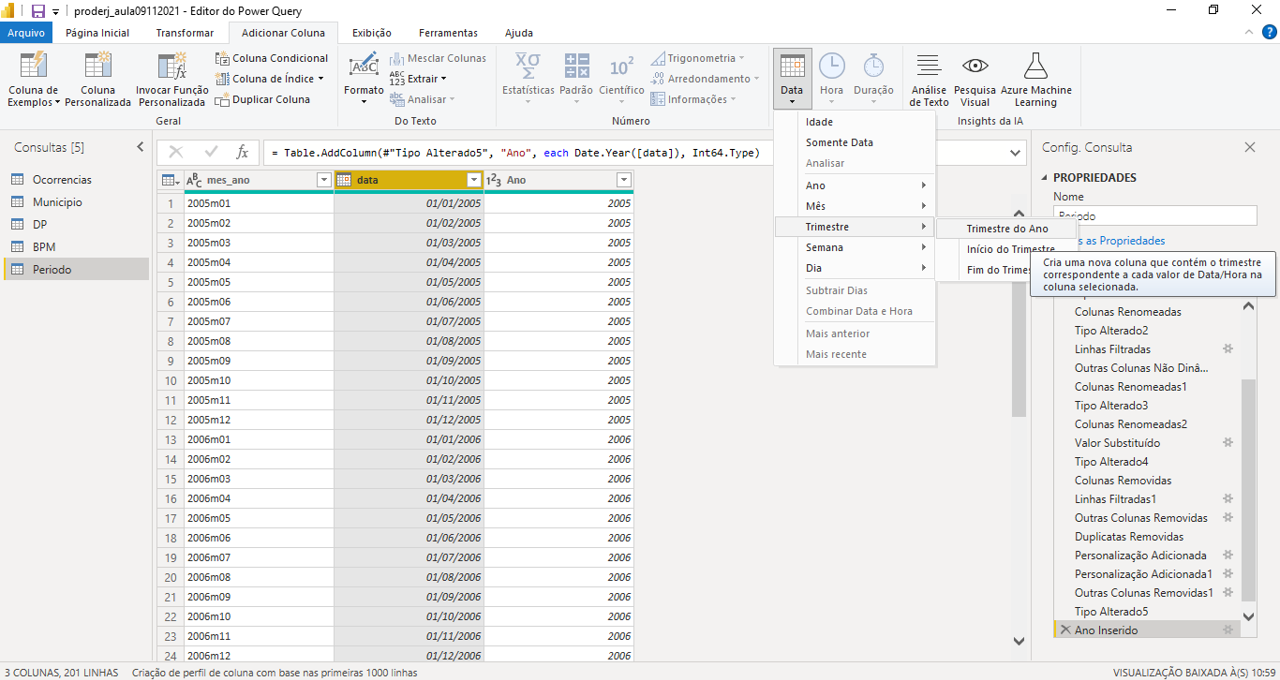 proderj_aula09112021 - Editor do Power Query
Arquivo Página Inicial Transformar Adicionar Coluna Exibição Ferramentas Ajuda
Coluna de Exemplos
Coluna Personalizada
Invocar Função Personalizada
Coluna Condicional
Coluna de Índice
Duplicar Coluna
Geral
Formato
Mesclar Colunas
Extrair
Analisar
Do Texto
Estatísticas
Padrão
Científico
Trigonometria
Arredondamento
Informações
Número
Data
Hora
Duração
Análise de Texto
Pesquisa Visual
Azure Machine Learning
Insights da IA
Consultas [5]
Ocorrencias
Municipio
DP
BPM
Periodo
= Table.AddColumn(#"Tipo Alterado5", "Ano", each Date.Year([data]), Int64.Type)
mes_ano data Ano
1 2005m01 01/01/2005 2005
2 2005m02 01/02/2005 2005
3 2005m03 01/03/2005 2005
4 2005m04 01/04/2005 2005
5 2005m05 01/05/2005 2005
6 2005m06 01/06/2005 2005
7 2005m07 01/07/2005 2005
8 2005m08 01/08/2005 2005
9 2005m09 01/09/2005 2005
10 2005m10 01/10/2005 2005
11 2005m11 01/11/2005 2005
12 2005m12 01/12/2005 2005
13 2006m01 01/01/2006 2006
14 2006m02 01/02/2006 2006
15 2006m03 01/03/2006 2006
16 2006m04 01/04/2006 2006
17 2006m05 01/05/2006 2006
18 2006m06 01/06/2006 2006
19 2006m07 01/07/2006 2006
20 2006m08 01/08/2006 2006
21 2006m09 01/09/2006 2006
22 2006m10 01/10/2006 2006
23 2006m11 01/11/2006 2006
24 2006m12 01/12/2006 2006
Idade
Somente Data
Analisar
Ano
Mês
Trimestre
Semana
Dia
Subtrair Dias
Combinar Data e Hora
Mais anterior
Mais recente
Trimestre do Ano
Início do Trimestre
Fim do Trimes
Cria uma nova coluna que contém o trimestre
correspondente a cada valor de Data/Hora na
coluna selecionada.
Config. Consulta
PROPRIEDADES
Nome
Periodo
as Propriedades
Colunas Renomeadas
Tipo Alterado2
Linhas Filtradas
Outras Colunas Não Dinâ...
Colunas Renomeadas1
Tipo Alterado3
Colunas Renomeadas2
Valor Substituído
Tipo Alterado4
Colunas Removidas
Linhas Filtradas1
Outras Colunas Removidas
Duplicatas Removidas
Personalização Adicionada
Personalização Adicionada1
Outras Colunas Removidas1
Tipo Alterado5
Ano Inserido
3 COLUNAS, 201 LINHAS Criação de perfil de coluna com base nas primeiras 1000 linhas
VISUALIZAÇÃO BAIXADA À(S) 10:59